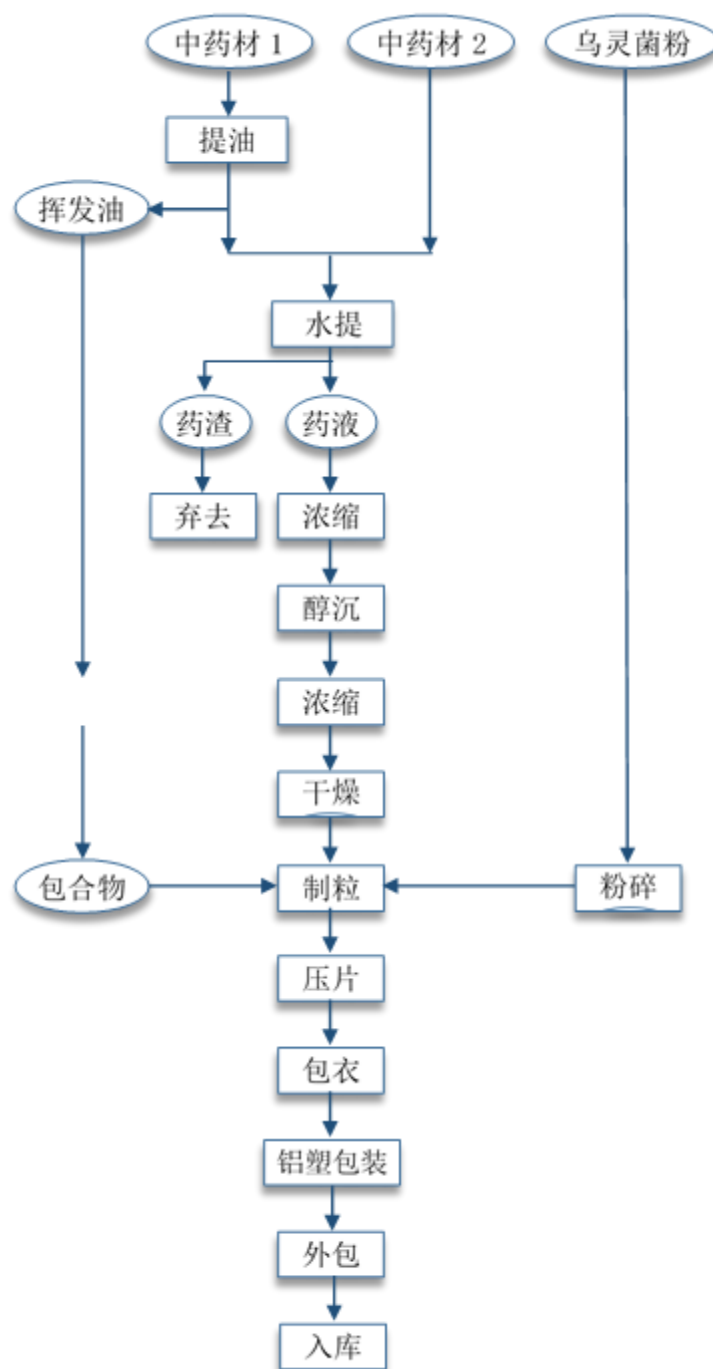 中药材 1
中药材 2
乌灵菌粉
提油
挥发油
水提
药渣
药液
弃去
浓缩
醇沉
浓缩
干燥
包合物
制粒
粉碎
压片
包衣
铝塑包装
外包
入库